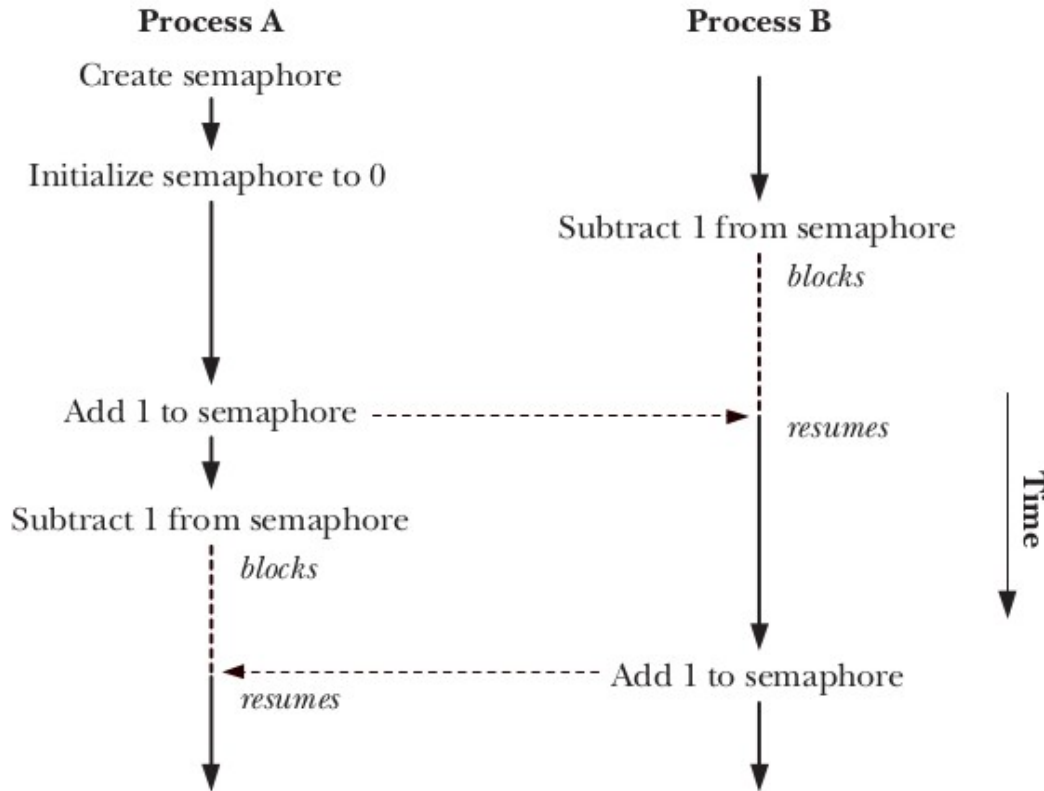 Process A
Process B
Create semaphore
Initialize semaphore to 0
Subtract 1 from semaphore
blocks
Add 1 to semaphore
resumes
Subtract 1 from semaphore
blocks
Time
Add 1 to semaphore
resumes